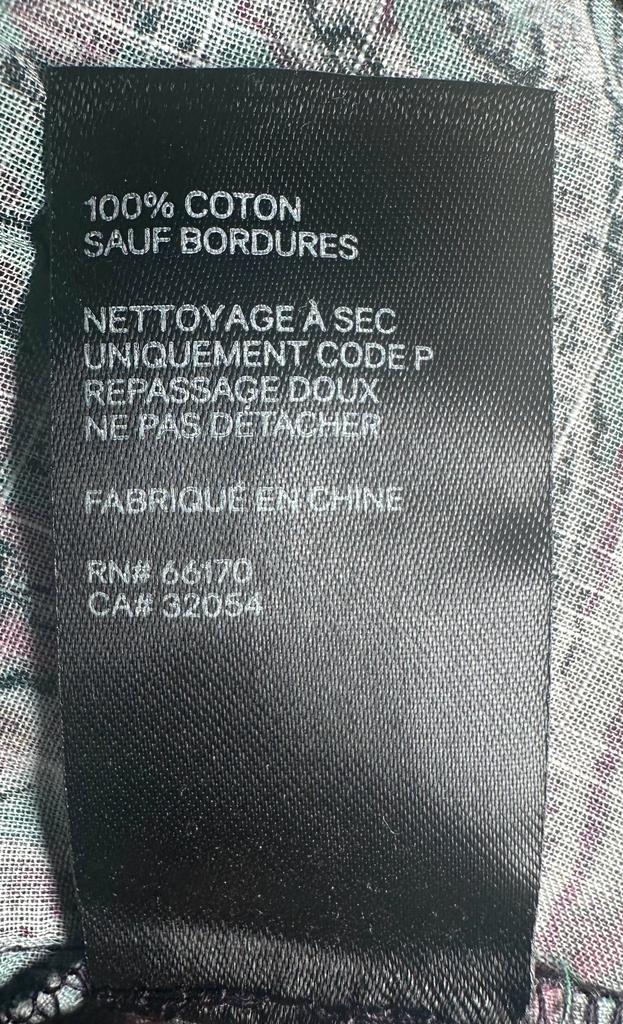 100% COTON
SAUF BORDURES
NETTOYAGE À SEC
UNIQUEMENT CODE P
REPASSAGE DOUX
NE PAS DÉTACHER
FABRIQUÉ EN CHINE
RN# 66170
CA# 32054